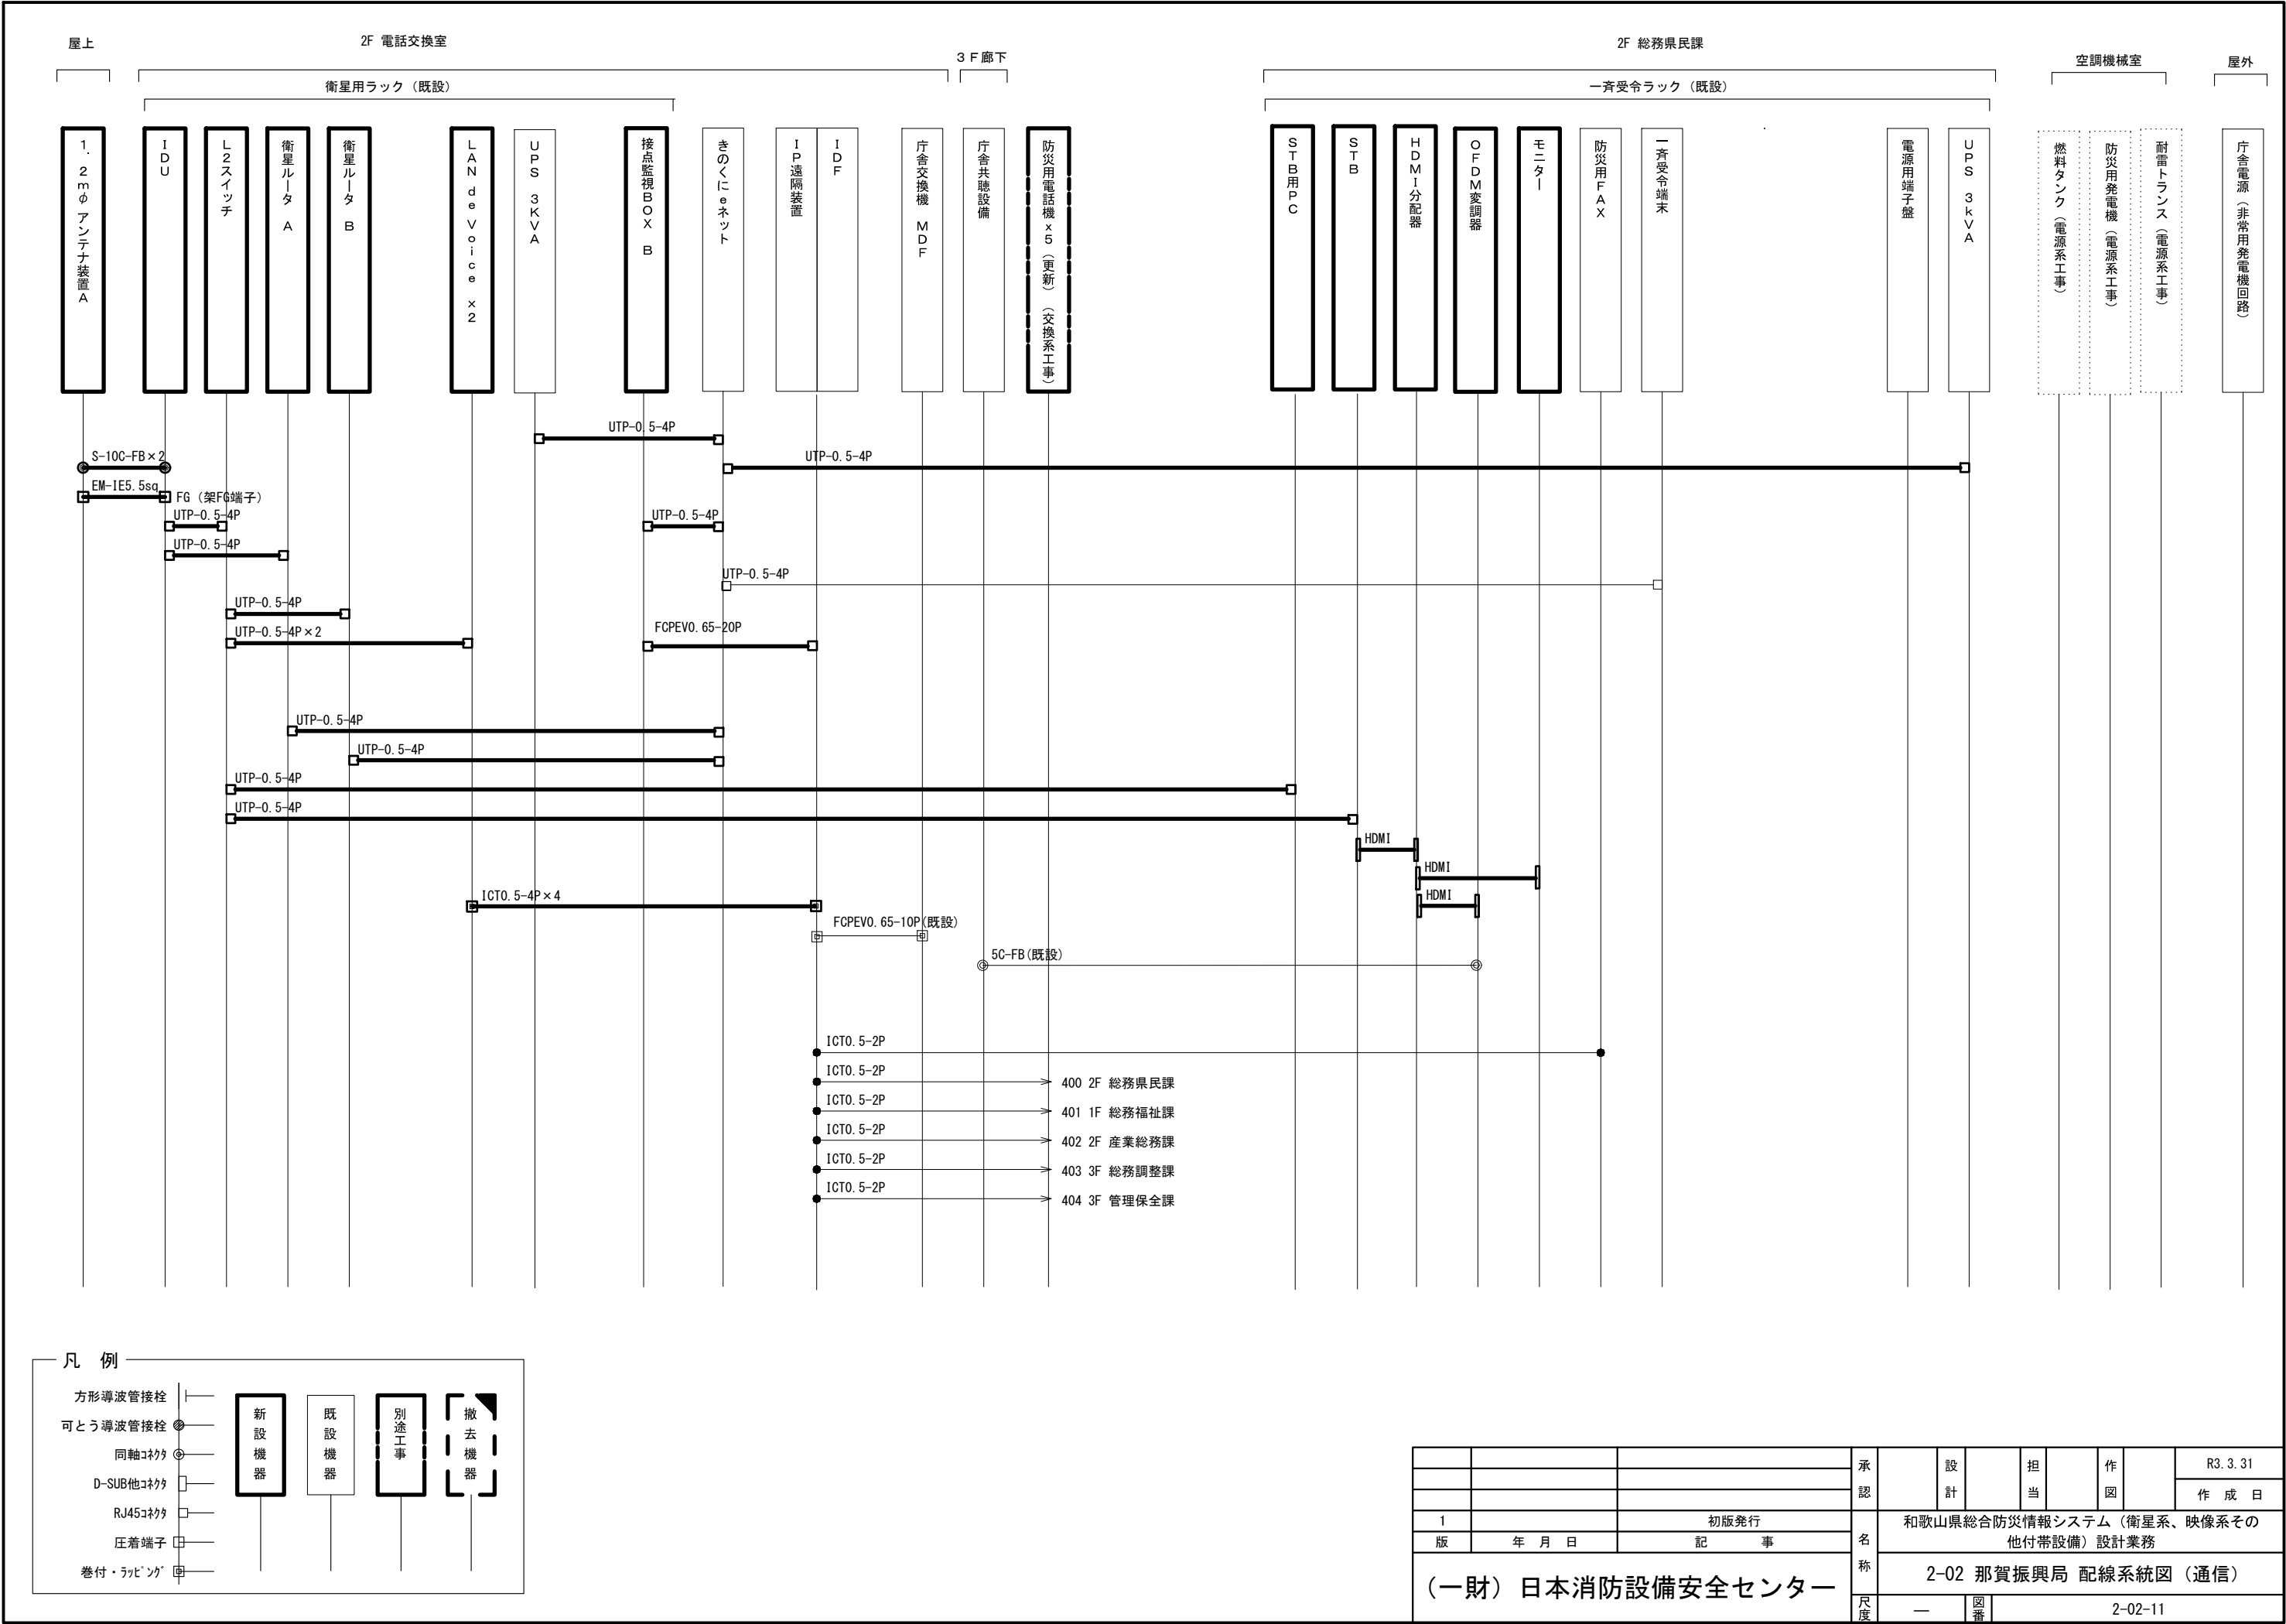 屋上
2F 電話交換室
3F廊下
2F 総務県民課
空調機械室
屋外
衛星用ラック（既設）
一斉受令ラック（既設）
1．2mφ アンテナ装置A
IDU
L2スイッチ
衛星ルータ A
衛星ルータ B
LAN de Voice ×2
UPS 3KVA
接点監視BOX B
きのくにeネット
IP遠隔装置
IDF
庁舎交換機 MDF
庁舎共聴設備
防災用電話機x5（更新）（交換系工事）
STB用PC
STB
HDMI分配器
OFDM変調器
モニター
防災用FAX
一斉受令端末
電源用端子盤
UPS 3kVA
燃料タンク（電源系工事）
防災用発電機（電源系工事）
耐雷トランス（電源系工事）
庁舎電源（非常用発電機回路）
UTP-0.5-4P
S-10C-FB×2
UTP-0.5-4P
EM-IE5.5sq
FG（架FG端子）
UTP-0.5-4P
UTP-0.5-4P
UTP-0.5-4P
UTP-0.5-4P
UTP-0.5-4P
UTP-0.5-4P×2
FCPEV0.65-20P
UTP-0.5-4P
UTP-0.5-4P
UTP-0.5-4P
UTP-0.5-4P
HDMI
HDMI
ICT0.5-4P×4
HDMI
FCPEV0.65-10P(既設)
5C-FB(既設)
ICT0.5-2P
ICT0.5-2P
400 2F 総務県民課
ICT0.5-2P
401 1F 総務福祉課
ICT0.5-2P
402 2F 産業総務課
ICT0.5-2P
403 3F 総務調整課
ICT0.5-2P
404 3F 管理保全課
凡 例
方形導波管接栓
可とう導波管接栓
同軸ｺﾈｸﾀ
D-SUB他ｺﾈｸﾀ
RJ45ｺﾈｸﾀ
圧着端子
巻付・ﾗｯﾋﾟﾝｸﾞ
新設機器
既設機器
別途工事
撤去機器
承認
設計
担当
作図
R3.3.31
作 成 日
1
初版発行
版
年 月 日
記 事
名称
和歌山県総合防災情報システム（衛星系、映像系その
他付帯設備）設計業務
2-02 那賀振興局 配線系統図（通信）
（一財）日本消防設備安全センター
尺度
―
図番
2-02-11